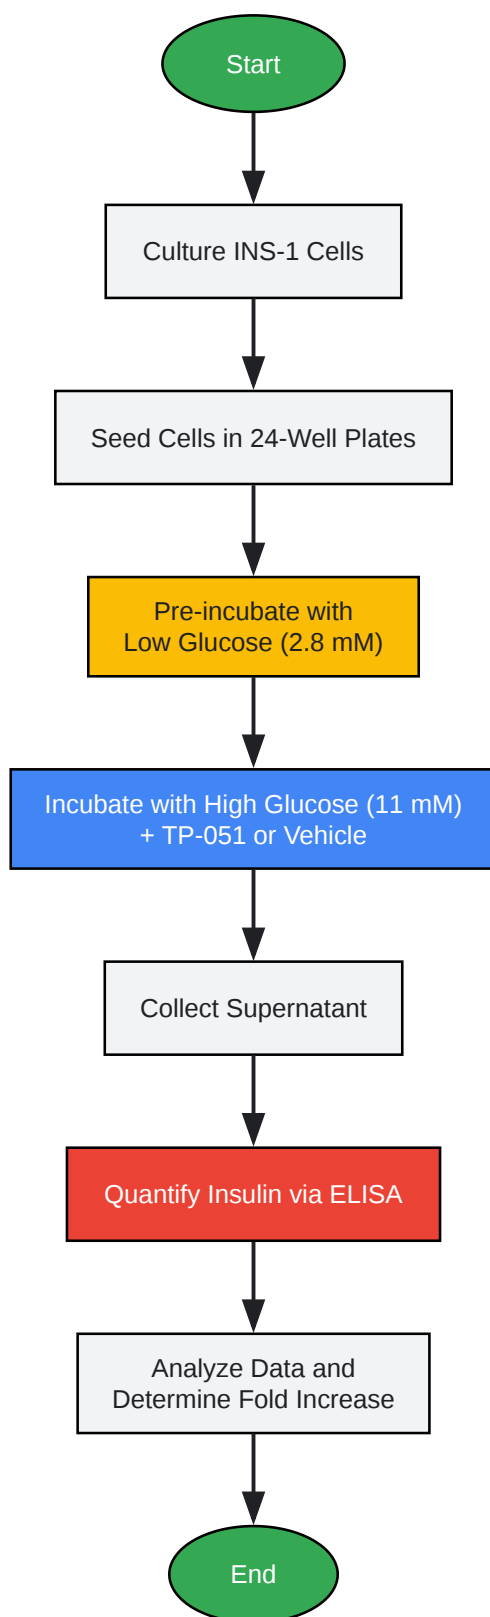 Start
Culture INS-1 Cells
Seed Cells in 24-Well Plates
Pre-incubate with
Low Glucose (2.8 mM)
Incubate with High Glucose (11 mM)
+ TP-051 or Vehicle
Collect Supernatant
Quantify Insulin via ELISA
Analyze Data and
Determine Fold Increase
End